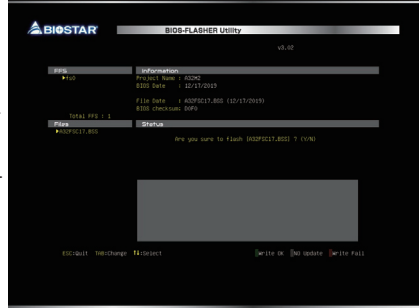 BIOSTAR
BIOS-FLASHER Utility
v3.02
FFS
fs0
Total FFS : 1
Information
Project Name : A32M2
BIOS Date : 12/17/2019
File Date : A32FSC17.BSS (12/17/2019)
BIOS checksum: D0F0
Files
A32FSC17.BSS
Status
Are you sure to flash [A32FSC17.BSS] ? (Y/N)
ESC:Quit TAB:Change ↑↓:Select
Write OK No Update Write Fail